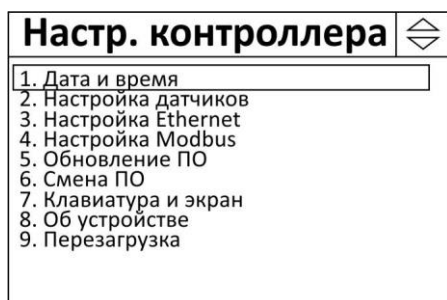 Настр. контроллера
1. Дата и время
2. Настройка датчиков
3. Настройка Ethernet
4. Настройка Modbus
5. Обновление ПО
6. Смена ПО
7. Клавиатура и экран
8. Об устройстве
9. Перезагрузка